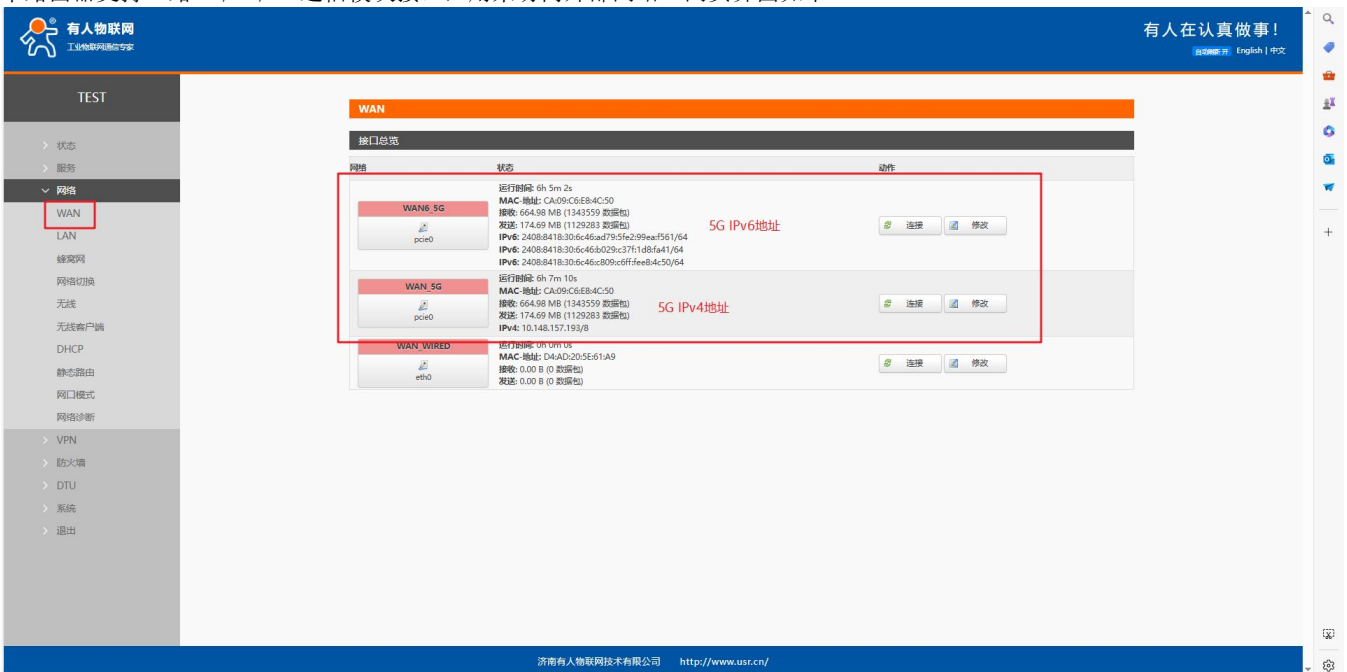 有人物联网
工业物联网通信专家
有人在认真做事!
自动刷新 开 English | 中文
TEST
状态
服务
网络
WAN
LAN
蜂窝网
网络切换
无线
无线客户端
DHCP
静态路由
网口模式
网络诊断
VPN
防火墙
DTU
系统
退出
WAN
接口总览
网络 状态 动作
WAN6_5G
pcie0
运行时间: 6h 5m 2s
MAC-地址: CA:09:C6:E8:4C:50
接收: 664.98 MB (1343559 数据包)
发送: 174.69 MB (1129283 数据包)
IPv6: 2408:8418:30:6c46:ad79:5fe2:99ea:f561/64
IPv6: 2408:8418:30:6c46:b029:c37f:1d8:fa41/64
IPv6: 2408:8418:30:6c46:c809:c6ff:fee8:4c50/64
5G IPv6地址
连接 修改
WAN_5G
pcie0
运行时间: 6h 7m 10s
MAC-地址: CA:09:C6:E8:4C:50
接收: 664.98 MB (1343559 数据包)
发送: 174.69 MB (1129283 数据包)
IPv4: 10.148.157.193/8
5G IPv4地址
连接 修改
WAN_WIRED
eth0
运行时间: 0h 0m 0s
MAC-地址: D4:AD:20:5E:61:A9
接收: 0.00 B (0 数据包)
发送: 0.00 B (0 数据包)
连接 修改
济南有人物联网技术有限公司 http://www.usr.cn/